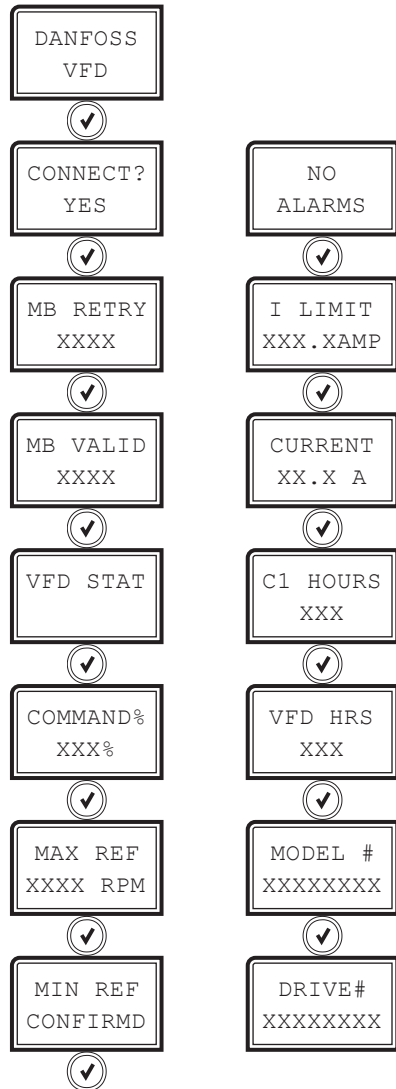 DANFOSS
VFD
CONNECT?
YES
MB RETRY
XXXX
MB VALID
XXXX
VFD STAT
COMMAND%
XXX%
MAX REF
XXXX RPM
MIN REF
CONFIRMD
NO
ALARMS
I LIMIT
XXX.XAMP
CURRENT
XX.X A
C1 HOURS
XXX
VFD HRS
XXX
MODEL #
XXXXXXXX
DRIVE#
XXXXXXXX